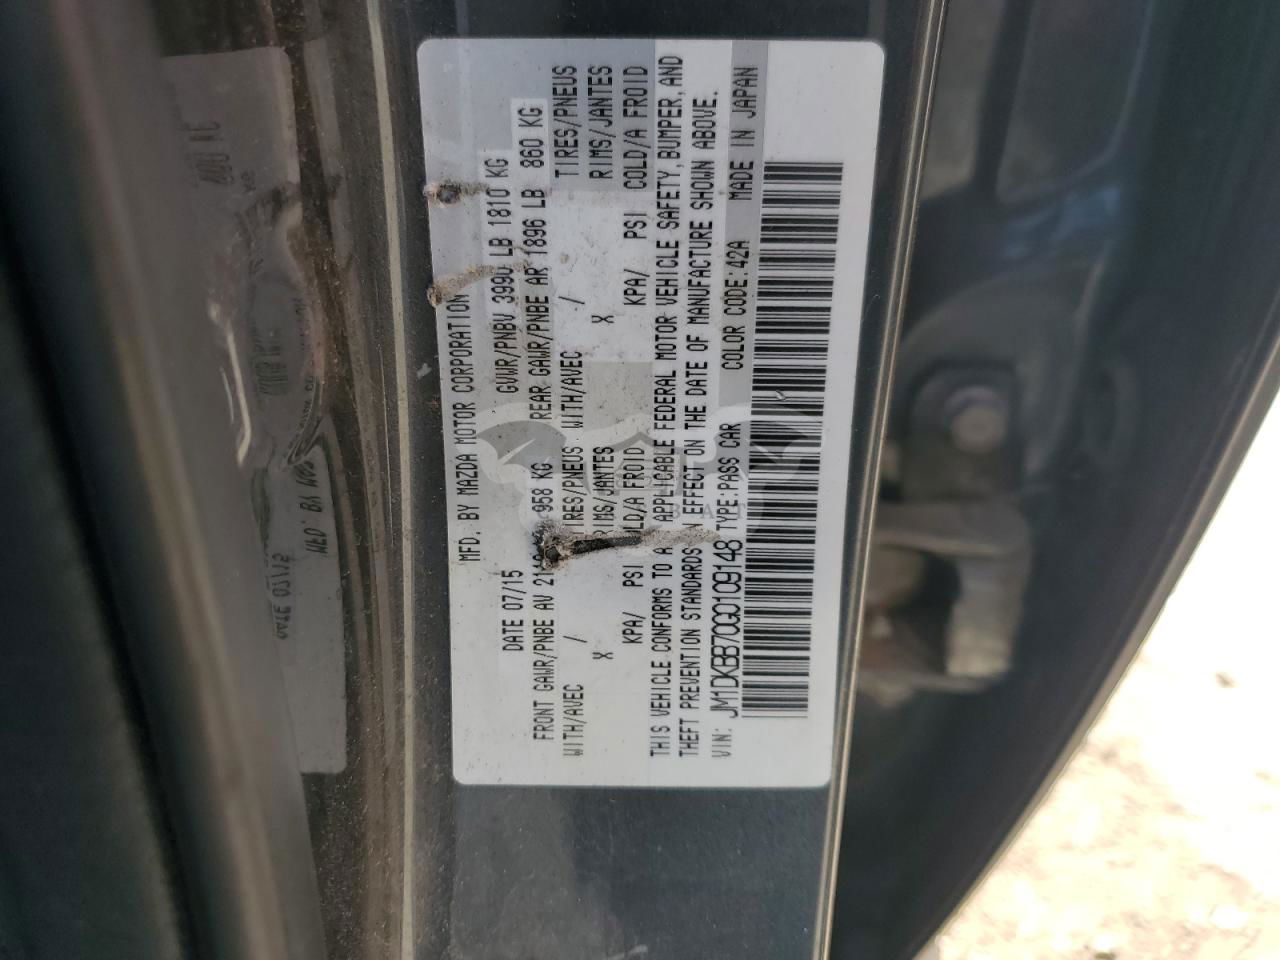 MFD. BY MAZDA MOTOR CORPORATION
DATE 07/15 GVWR/PNBV 3990 LB 1810 KG
FRONT GAWR/PNBE AV 958 KG REAR GAWR/PNBE AR 1896 LB 860 KG
WITH/AVEC / TIRES/PNEUS WITH/AVEC / TIRES/PNEUS
X RIMS/JANTES X RIMS/JANTES
KPA/ PSI COLD/A FROID KPA/ PSI COLD/A FROID
THIS VEHICLE CONFORMS TO APPLICABLE FEDERAL MOTOR VEHICLE SAFETY, BUMPER, AND
THEFT PREVENTION STANDARDS IN EFFECT ON THE DATE OF MANUFACTURE SHOWN ABOVE.
VIN: JM1DKBB70G0109148 TYPE:PASS CAR COLOR CODE:42A MADE IN JAPAN